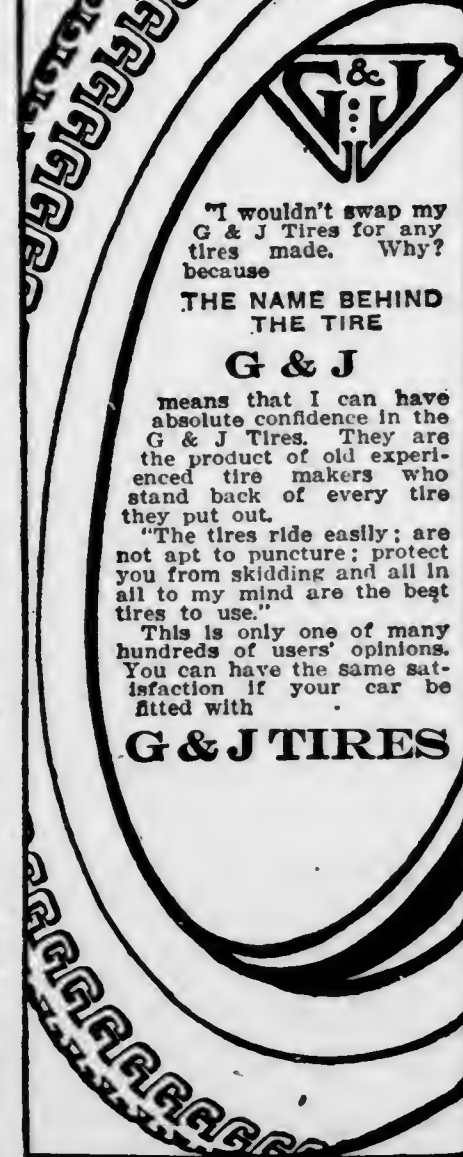 G & J
"I wouldn't swap my
G & J Tires for any
tires made. Why?
because
THE NAME BEHIND
THE TIRE
G & J
means that I can have
absolute confidence in the
G & J Tires. They are
the product of old experi-
enced tire makers who
stand back of every tire
they put out.
"The tires ride easily; are
not apt to puncture; protect
you from skidding and all in
all to my mind are the best
tires to use."
This is only one of many
hundreds of users' opinions.
You can have the same sat-
isfaction if your car be
fitted with
G & J TIRES